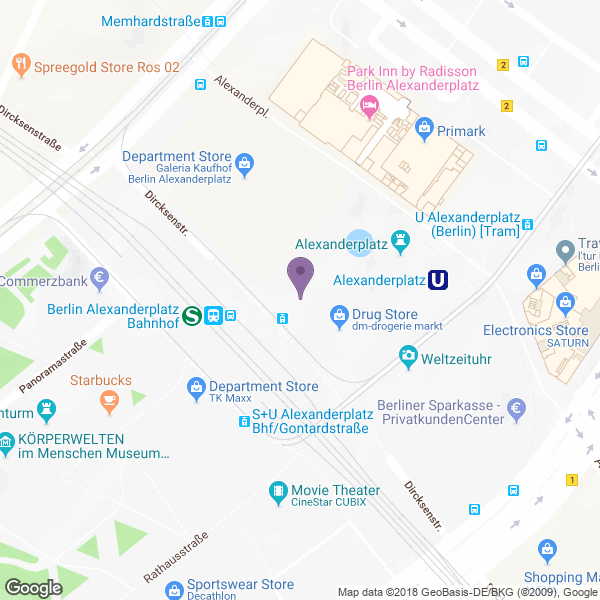 Memhardstraße
Spreegold Store Ros 02
Dircksenstraße
Alexanderpl.
Park Inn by Radisson
Berlin Alexanderplatz
2
2
Primark
Department Store
Galeria Kaufhof
Berlin Alexanderplatz
Dircksenstr.
U Alexanderplatz
(Berlin) [Tram]
Alexanderplatz
Trav
l'tur
Berlin
Commerzbank
Alexanderplatz
U
Berlin Alexanderplatz
Bahnhof
S
Drug Store
dm-drogerie markt
Electronics Store
SATURN
Panoramastraße
Weltzeituhr
Starbucks
Department Store
TK Maxx
nturm
S+U Alexanderplatz
Bhf/Gontardstraße
Berliner Sparkasse -
PrivatkundenCenter
KÖRPERWELTEN
im Menschen Museum...
Dircksenstr.
1
Movie Theater
CineStar CUBIX
Rathausstraße
Shopping Ma
Sportswear Store
Decathlon
Google
Map data ©2018 GeoBasis-DE/BKG (©2009), Google